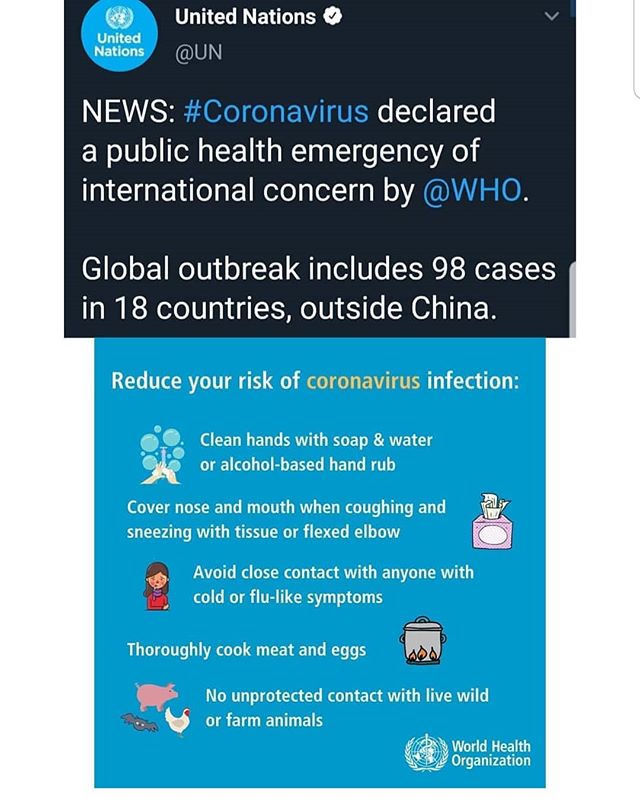 United
Nations
United Nations
@UN
NEWS: #Coronavirus declared
a public health emergency of
international concern by @WHO.
Global outbreak includes 98 cases
in 18 countries, outside China.
Reduce your risk of coronavirus infection:
Clean hands with soap & water
or alcohol-based hand rub
Cover nose and mouth when coughing and
sneezing with tissue or flexed elbow
Avoid close contact with anyone with
cold or flu-like symptoms
Thoroughly cook meat and eggs
No unprotected contact with live wild
or farm animals
World Health
Organization